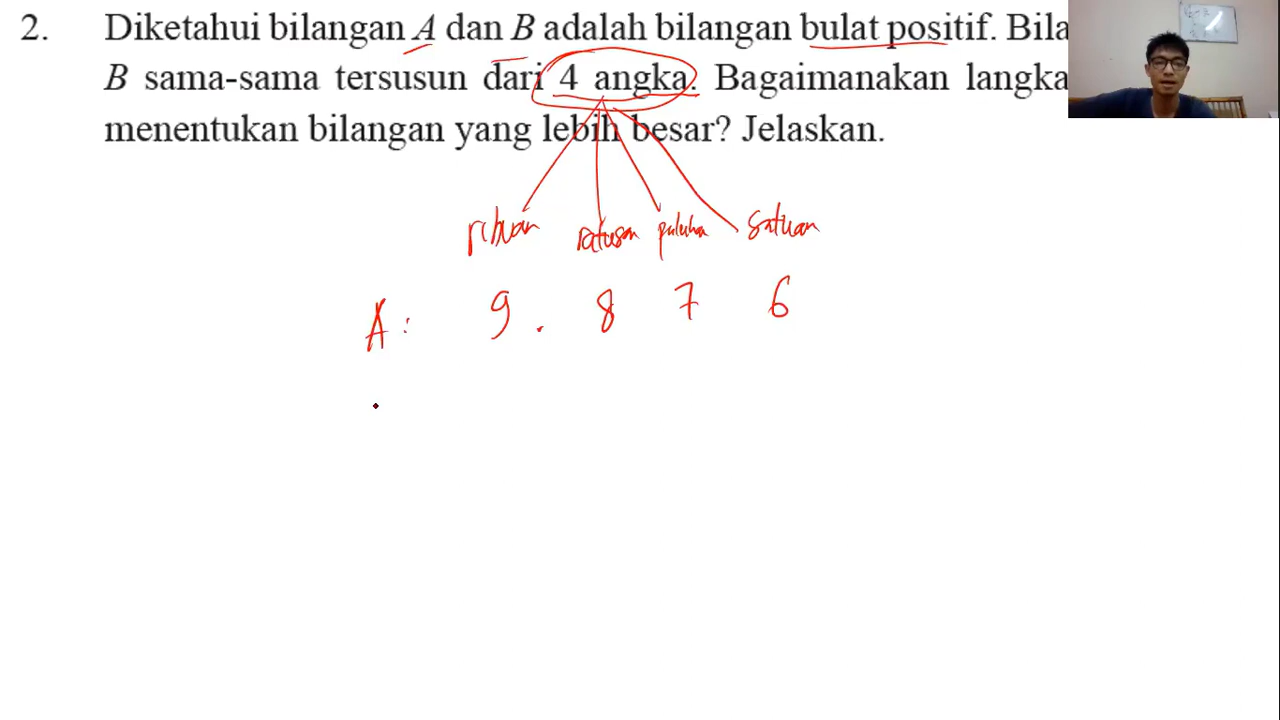 2. Diketahui bilangan A dan B adalah bilangan bulat positif. Bila
B sama-sama tersusun dari 4 angka. Bagaimanakan langka
menentukan bilangan yang lebih besar? Jelaskan.
ribuan ratusan puluhan satuan
A: 9. 8 7 6